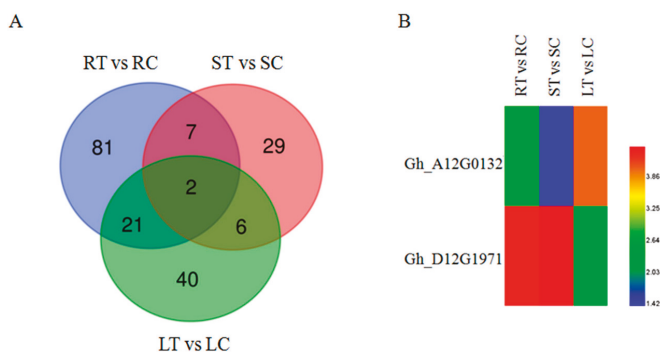 A
B
RT vs RC
ST vs SC
RT vs RC
ST vs SC
LT vs LC
81
7
29
2
21
6
40
LT vs LC
Gh_A12G0132
Gh_D12G1971
3.86
3.25
2.64
2.03
1.42